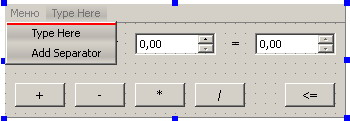 Меню Type Here
Type Here
0,00 = 0,00
Add Separator
+ - * / <=